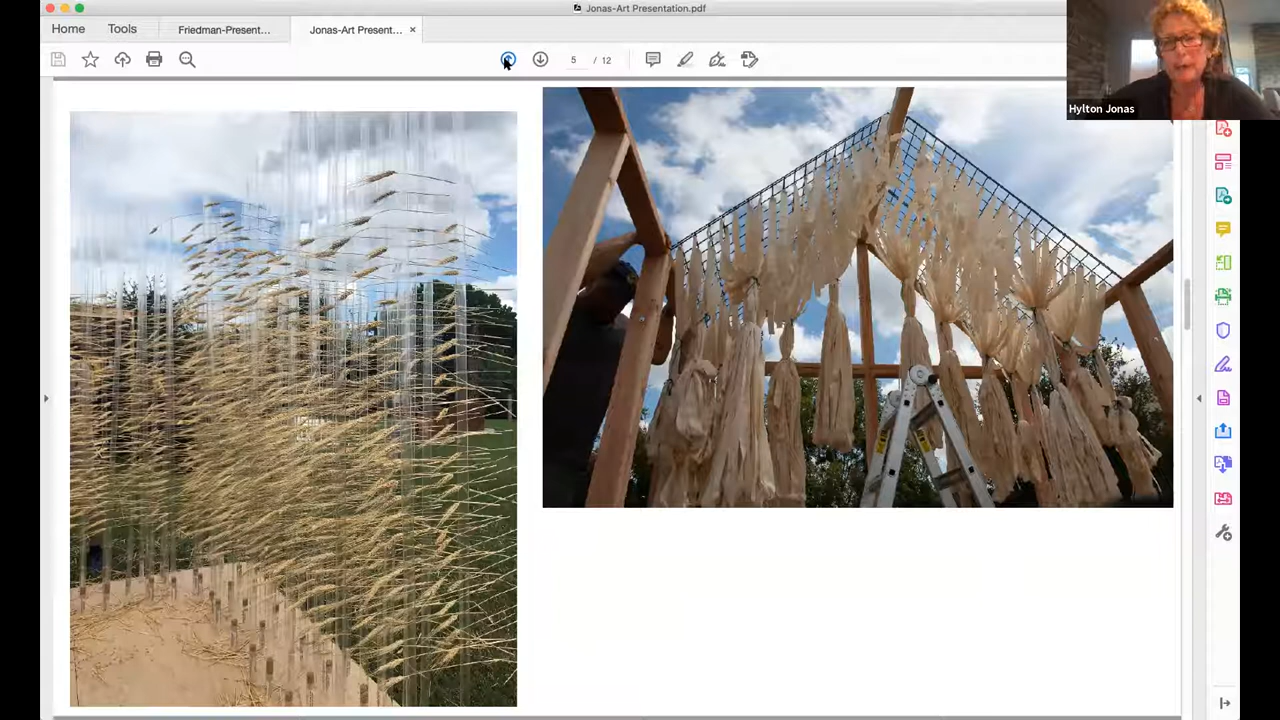 Jonas-Art Presentation.pdf
Home
Tools
Friedman-Present...
Jonas-Art Present...
5 / 12
Hylton Jonas